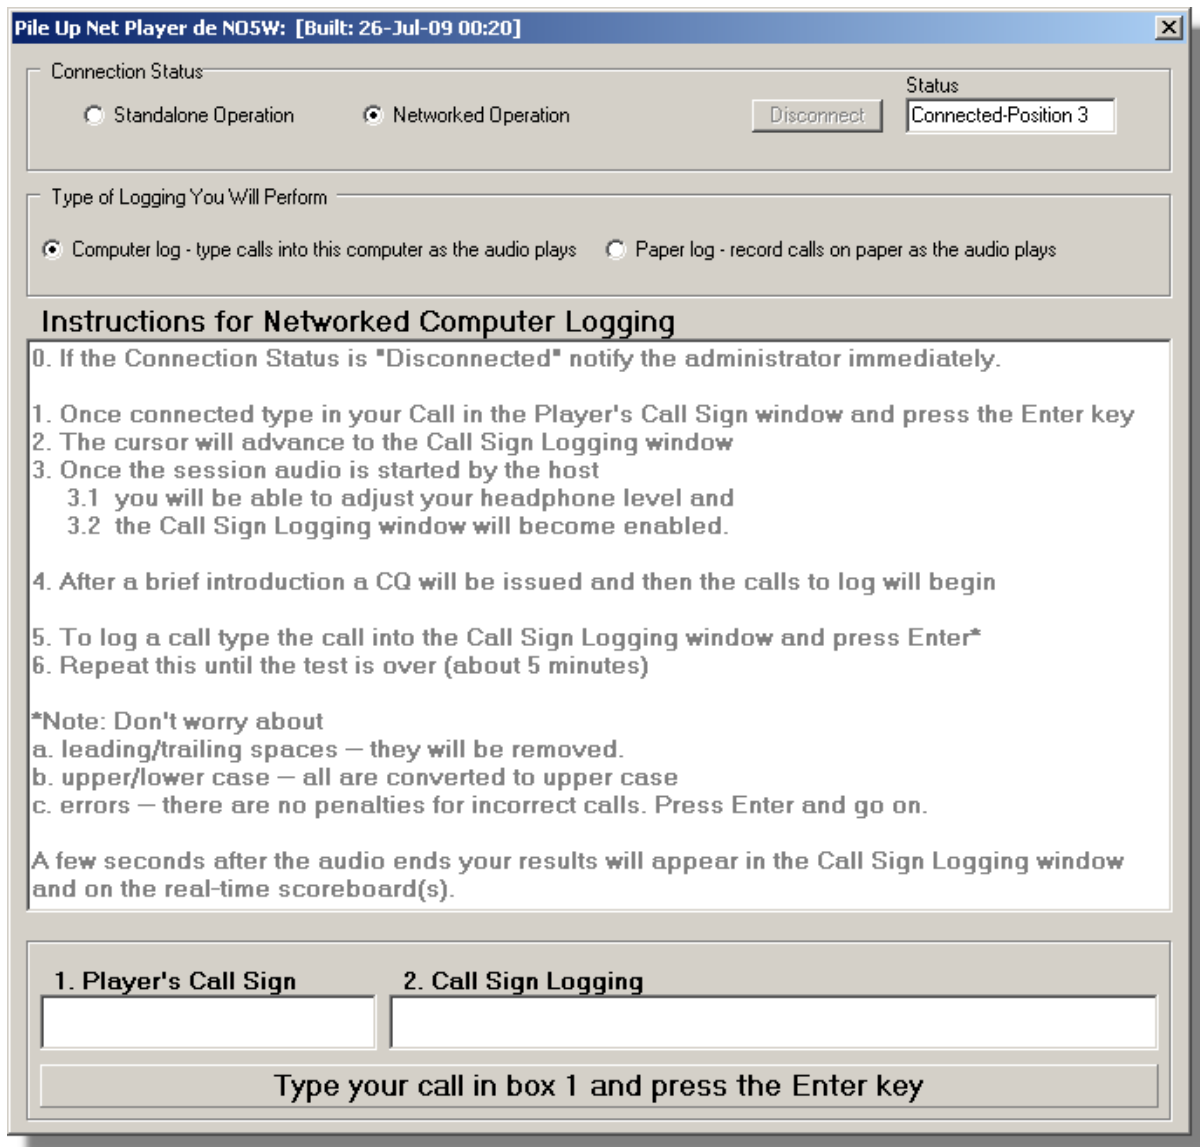 Pile Up Net Player de NO5W: [Built: 26-Jul-09 00:20]
Connection Status
Standalone Operation
Networked Operation
Disconnect
Status
Connected-Position 3
Type of Logging You Will Perform
Computer log - type calls into this computer as the audio plays
Paper log - record calls on paper as the audio plays
Instructions for Networked Computer Logging
0. If the Connection Status is "Disconnected" notify the administrator immediately.
1. Once connected type in your Call in the Player's Call Sign window and press the Enter key
2. The cursor will advance to the Call Sign Logging window
3. Once the session audio is started by the host
3.1 you will be able to adjust your headphone level and
3.2 the Call Sign Logging window will become enabled.
4. After a brief introduction a CQ will be issued and then the calls to log will begin
5. To log a call type the call into the Call Sign Logging window and press Enter*
6. Repeat this until the test is over (about 5 minutes)
*Note: Don't worry about
a. leading/trailing spaces — they will be removed.
b. upper/lower case — all are converted to upper case
c. errors — there are no penalties for incorrect calls. Press Enter and go on.
A few seconds after the audio ends your results will appear in the Call Sign Logging window
and on the real-time scoreboard(s).
1. Player's Call Sign
2. Call Sign Logging
Type your call in box 1 and press the Enter key